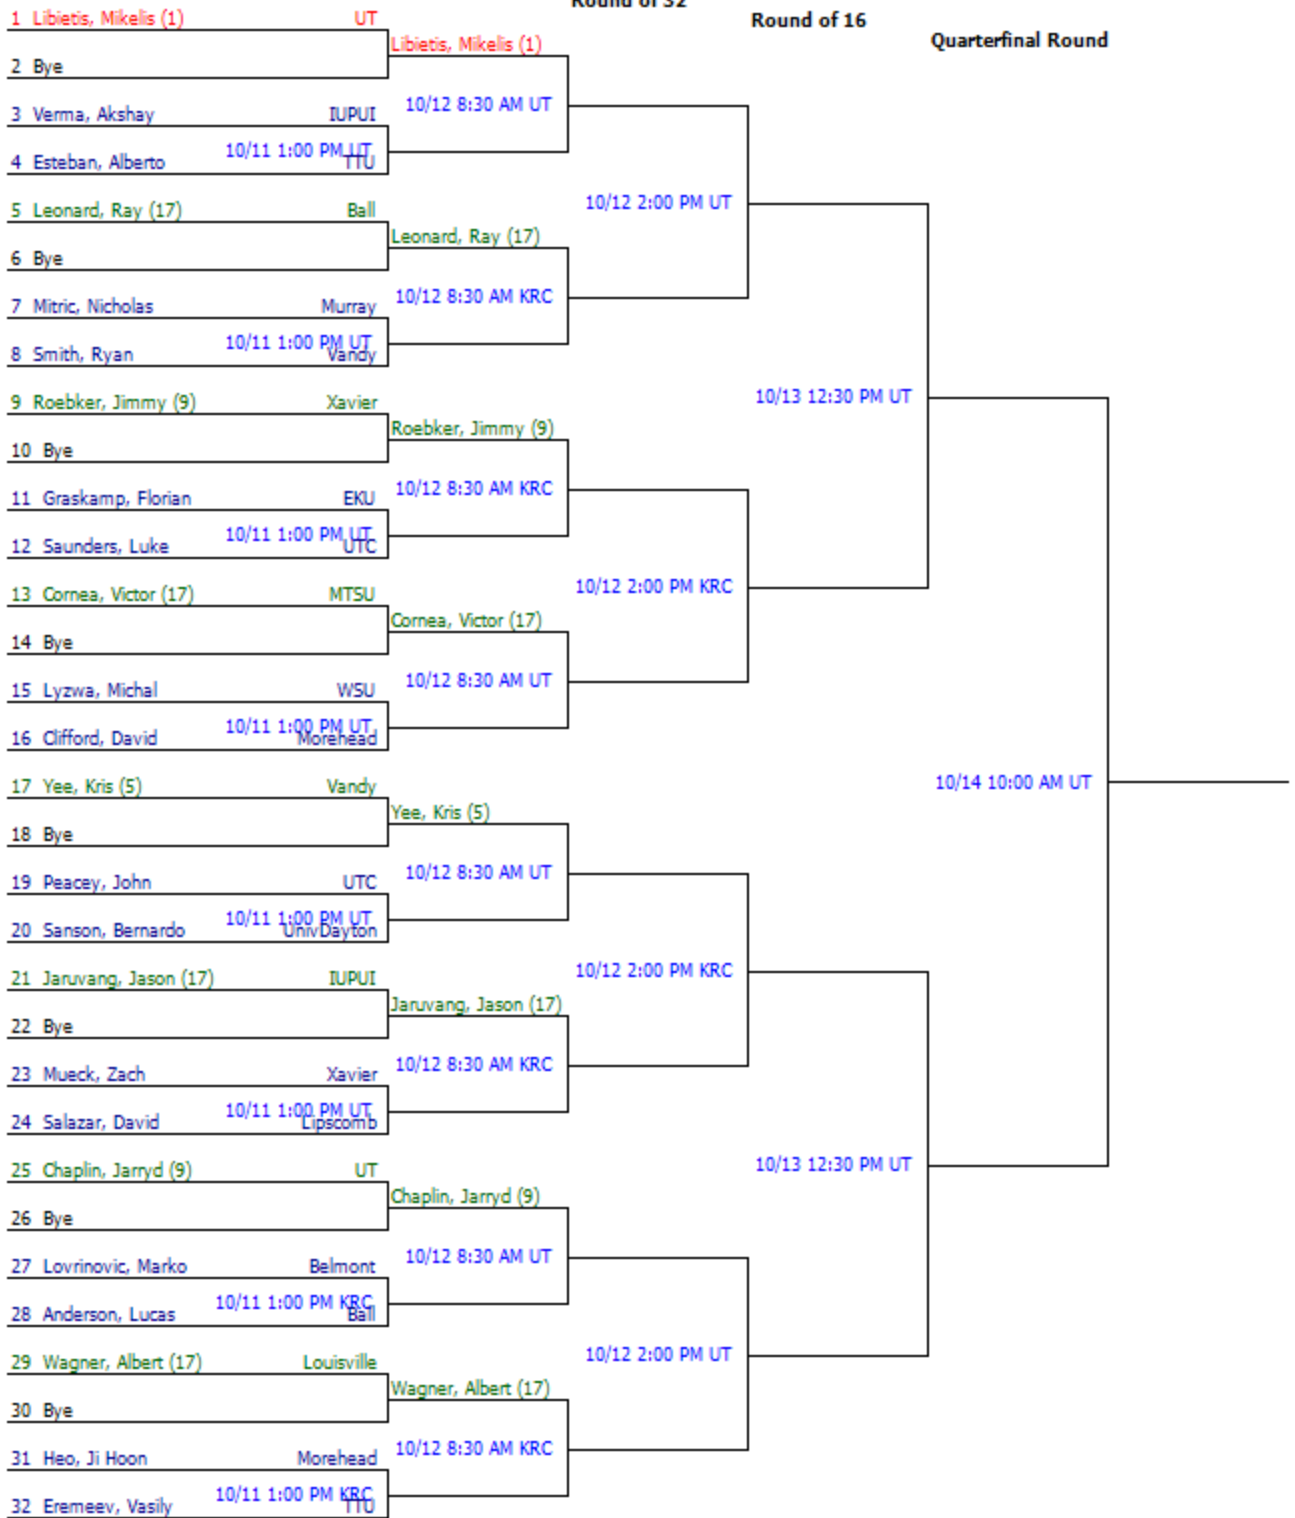 Round of 32
Round of 16
Quarterfinal Round
1 Libietis, Mikelis (1) UT
Libietis, Mikelis (1)
2 Bye
10/12 8:30 AM UT
3 Verma, Akshay IUPUI
10/11 1:00 PM UT
4 Esteban, Alberto TTU
10/12 2:00 PM UT
5 Leonard, Ray (17) Ball
Leonard, Ray (17)
6 Bye
10/12 8:30 AM KRC
7 Mitric, Nicholas Murray
10/11 1:00 PM UT
8 Smith, Ryan Vandy
10/13 12:30 PM UT
9 Roebker, Jimmy (9) Xavier
Roebker, Jimmy (9)
10 Bye
10/12 8:30 AM KRC
11 Graskamp, Florian EKU
10/11 1:00 PM UT
12 Saunders, Luke UTC
10/12 2:00 PM KRC
13 Cornea, Victor (17) MTSU
Cornea, Victor (17)
14 Bye
10/12 8:30 AM UT
15 Lyzwa, Michal WSU
10/11 1:00 PM UT
16 Clifford, David Morehead
10/14 10:00 AM UT
17 Yee, Kris (5) Vandy
Yee, Kris (5)
18 Bye
10/12 8:30 AM UT
19 Peacey, John UTC
10/11 1:00 PM UT
20 Sanson, Bernardo UnivDayton
10/12 2:00 PM KRC
21 Jaruvang, Jason (17) IUPUI
Jaruvang, Jason (17)
22 Bye
10/12 8:30 AM KRC
23 Mueck, Zach Xavier
10/11 1:00 PM UT
24 Salazar, David Lipscomb
10/13 12:30 PM UT
25 Chaplin, Jarryd (9) UT
Chaplin, Jarryd (9)
26 Bye
10/12 8:30 AM UT
27 Lovrinovic, Marko Belmont
10/11 1:00 PM KRC
28 Anderson, Lucas Ball
10/12 2:00 PM UT
29 Wagner, Albert (17) Louisville
Wagner, Albert (17)
30 Bye
10/12 8:30 AM KRC
31 Heo, Ji Hoon Morehead
10/11 1:00 PM KRC
32 Eremeev, Vasily TTU